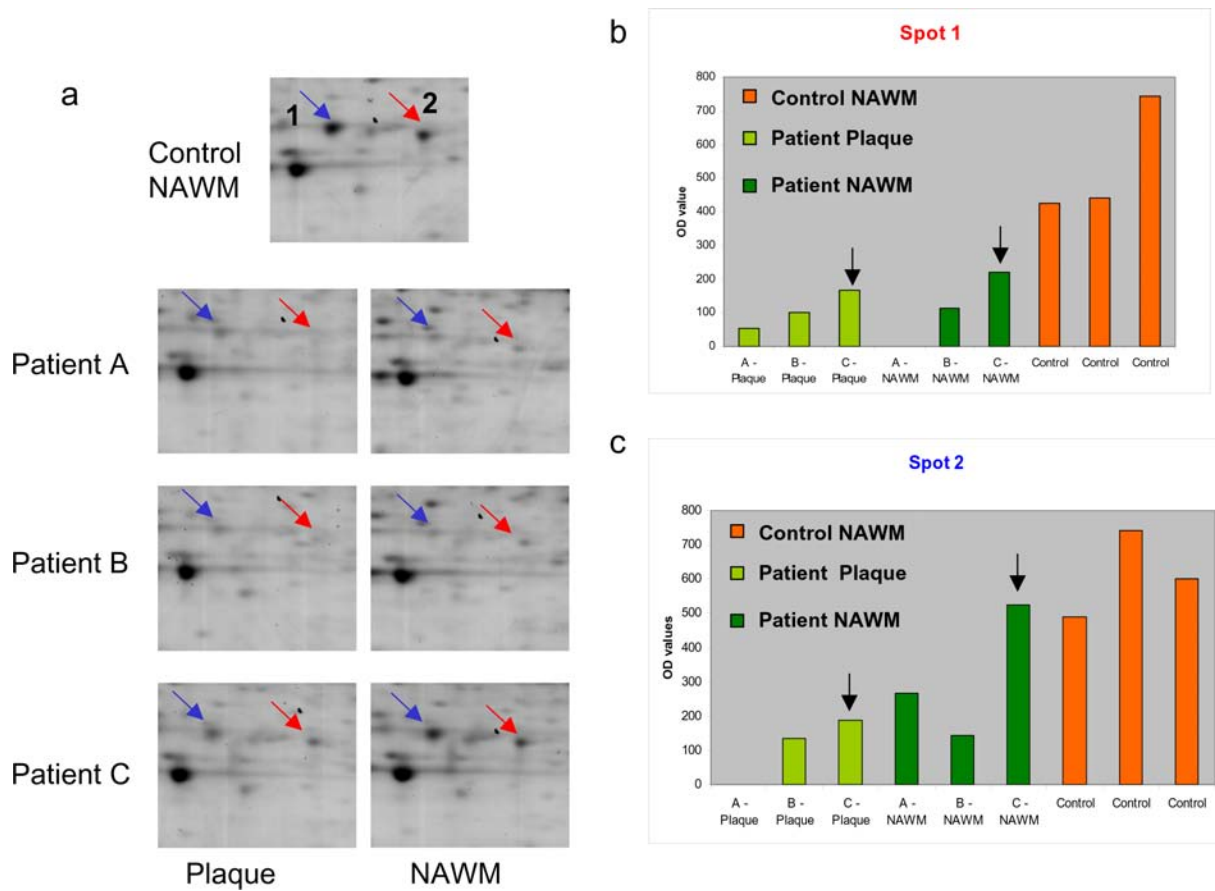 a
1
2
Control
NAWM
Patient A
Patient B
Patient C
Plaque
NAWM
b
Spot 1
800
700
600
500
400
300
200
100
0
OD value
Control NAWM
Patient Plaque
Patient NAWM
A -
Plaque
B -
Plaque
C -
Plaque
A -
NAWM
B -
NAWM
C -
NAWM
Control
Control
Control
c
Spot 2
800
700
600
500
400
300
200
100
0
OD values
Control NAWM
Patient Plaque
Patient NAWM
A -
Plaque
B -
Plaque
C -
Plaque
A -
NAWM
B -
NAWM
C -
NAWM
Control
Control
Control